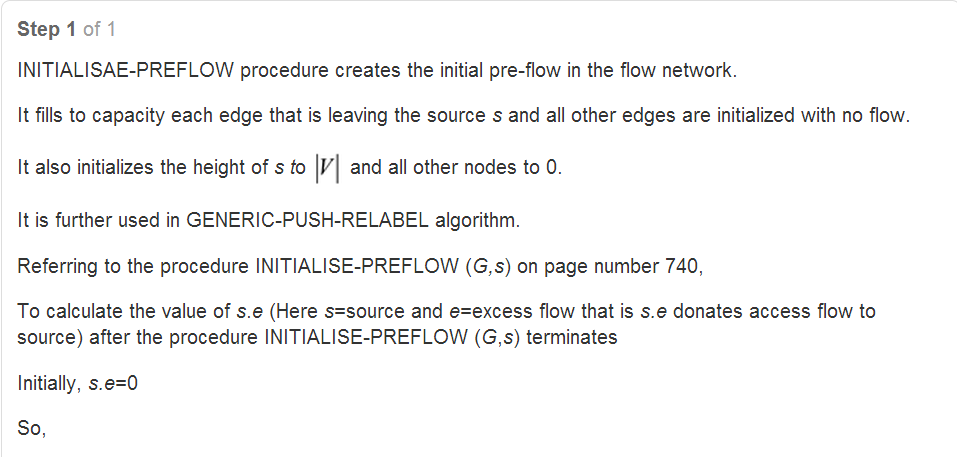 Step 1 of 1
INITIALISAE-PREFLOW procedure creates the initial pre-flow in the flow network.
It fills to capacity each edge that is leaving the source s and all other edges are initialized with no flow.
It also initializes the height of s to |V| and all other nodes to 0.
It is further used in GENERIC-PUSH-RELABEL algorithm.
Referring to the procedure INITIALISE-PREFLOW (G,s) on page number 740,
To calculate the value of s.e (Here s=source and e=excess flow that is s.e donates access flow to
source) after the procedure INITIALISE-PREFLOW (G,s) terminates
Initially, s.e=0
So,